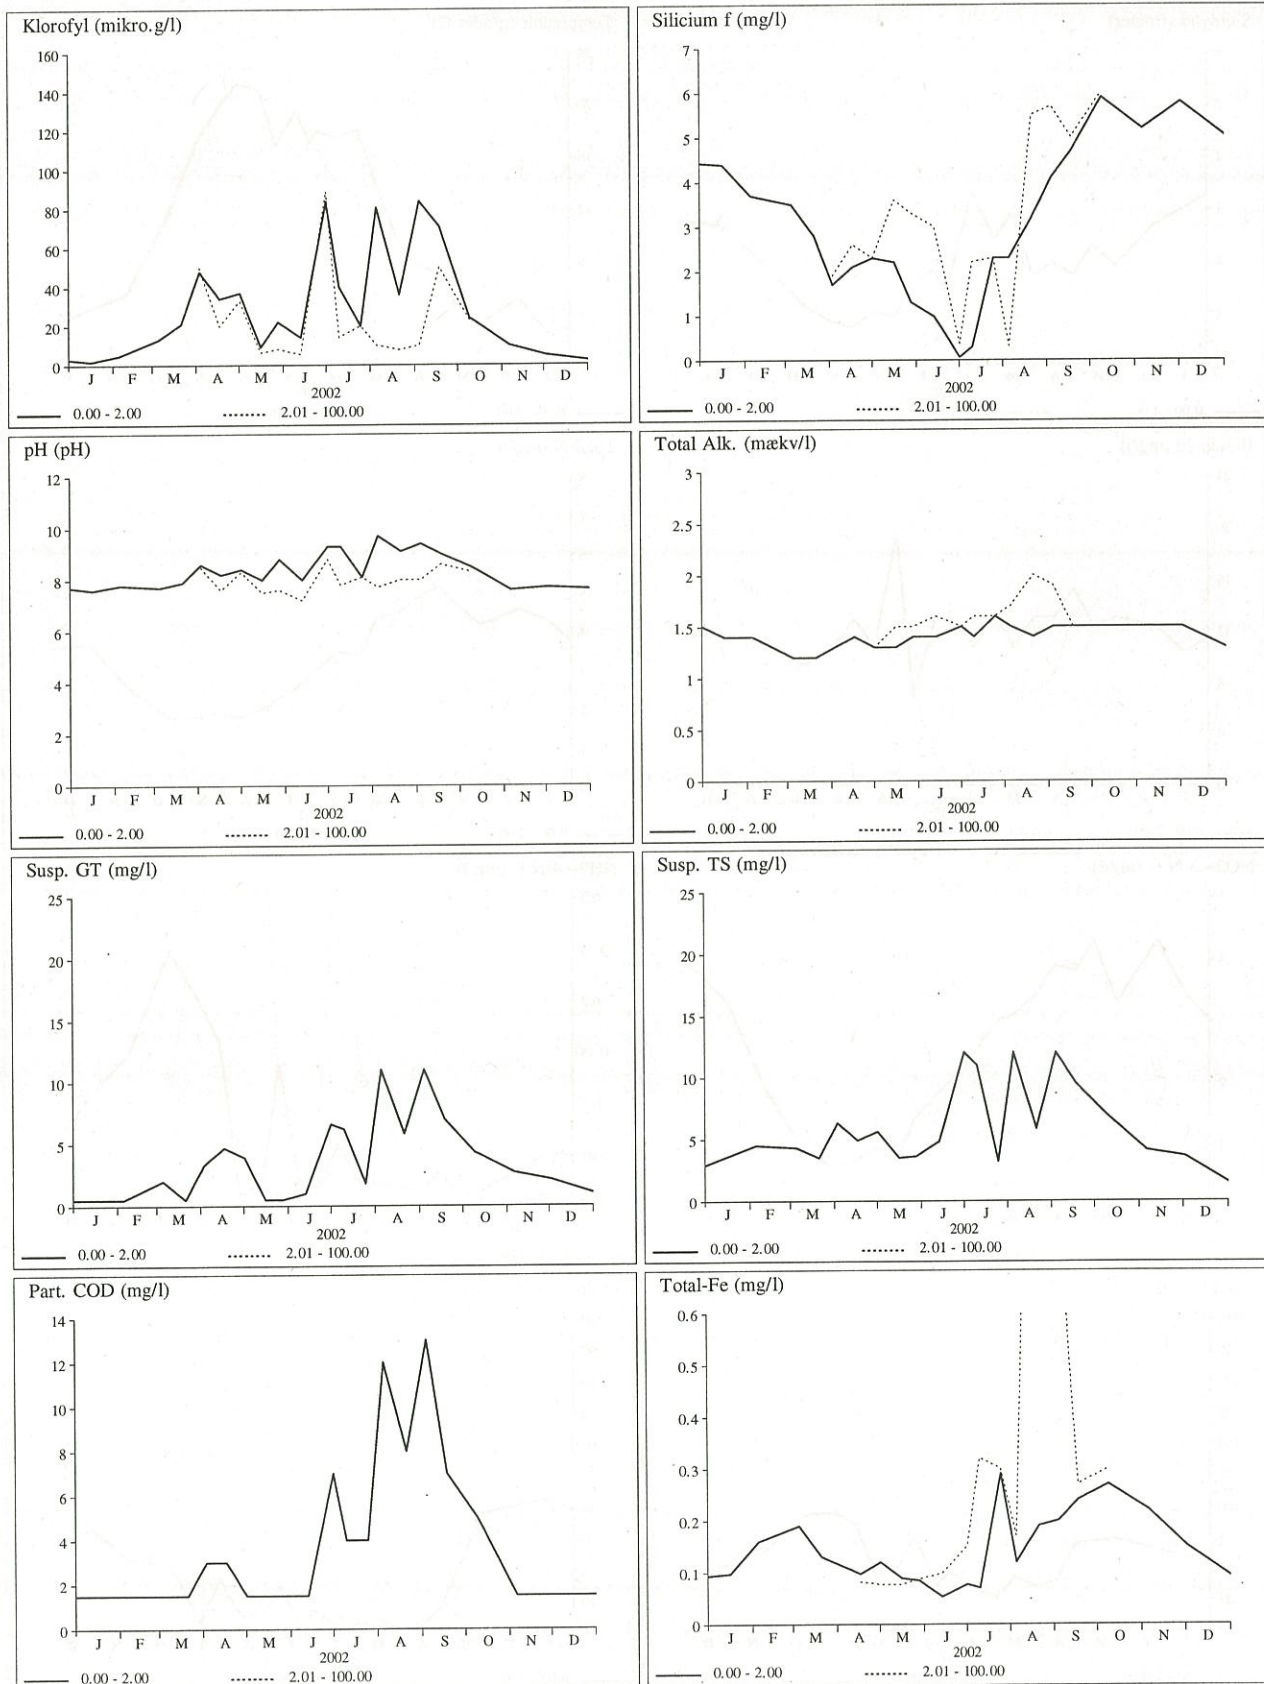 Klorofyl (mikro.g/l)
160
140
120
100
80
60
40
20
0
J F M A M J J A S O N D
2002
0.00 - 2.00 2.01 - 100.00
Silicium f (mg/l)
7
6
5
4
3
2
1
0
J F M A M J J A S O N D
2002
0.00 - 2.00 2.01 - 100.00
pH (pH)
12
10
8
6
4
2
0
J F M A M J J A S O N D
2002
0.00 - 2.00 2.01 - 100.00
Total Alk. (mækv/l)
3
2.5
2
1.5
1
0.5
0
J F M A M J J A S O N D
2002
0.00 - 2.00 2.01 - 100.00
Susp. GT (mg/l)
25
20
15
10
5
0
J F M A M J J A S O N D
2002
0.00 - 2.00 2.01 - 100.00
Susp. TS (mg/l)
25
20
15
10
5
0
J F M A M J J A S O N D
2002
0.00 - 2.00 2.01 - 100.00
Part. COD (mg/l)
14
12
10
8
6
4
2
0
J F M A M J J A S O N D
2002
0.00 - 2.00 2.01 - 100.00
Total-Fe (mg/l)
0.6
0.5
0.4
0.3
0.2
0.1
0
J F M A M J J A S O N D
2002
0.00 - 2.00 2.01 - 100.00